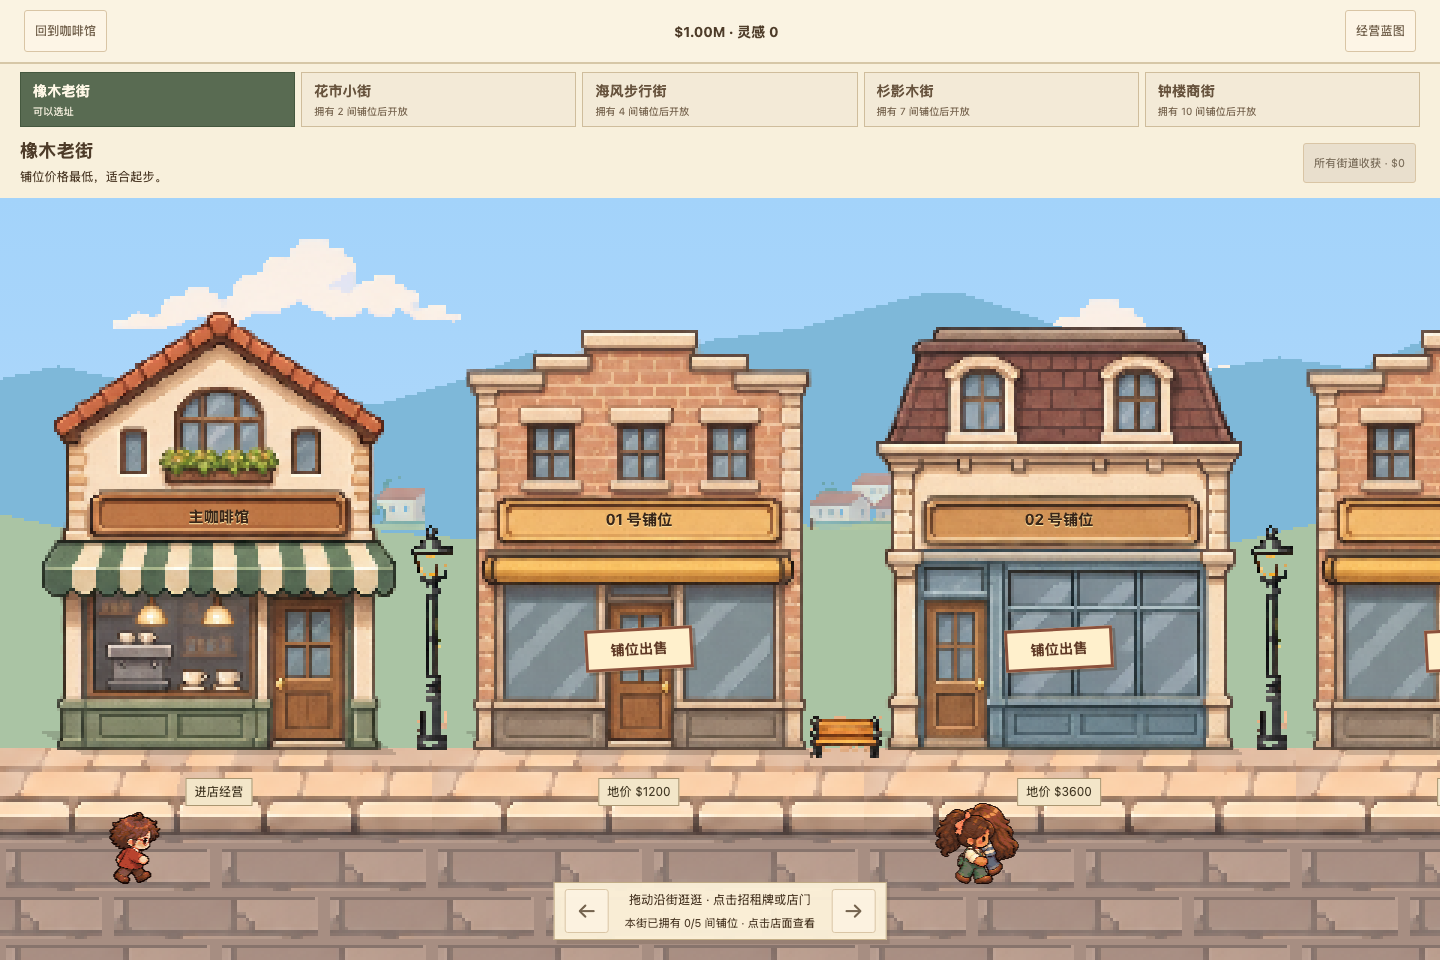 回到咖啡馆
$1.00M · 灵感 0
经营蓝图
橡木老街
可以选址
花市小街
拥有 2 间铺位后开放
海风步行街
拥有 4 间铺位后开放
杉影木街
拥有 7 间铺位后开放
钟楼商街
拥有 10 间铺位后开放
橡木老街
铺位价格最低，适合起步。
所有街道收获 · $0
主咖啡馆
01 号铺位
02 号铺位
铺位出售
铺位出售
进店经营
地价 $1200
地价 $3600
拖动沿街逛逛 · 点击招租牌或店门
本街已拥有 0/5 间铺位 · 点击店面查看